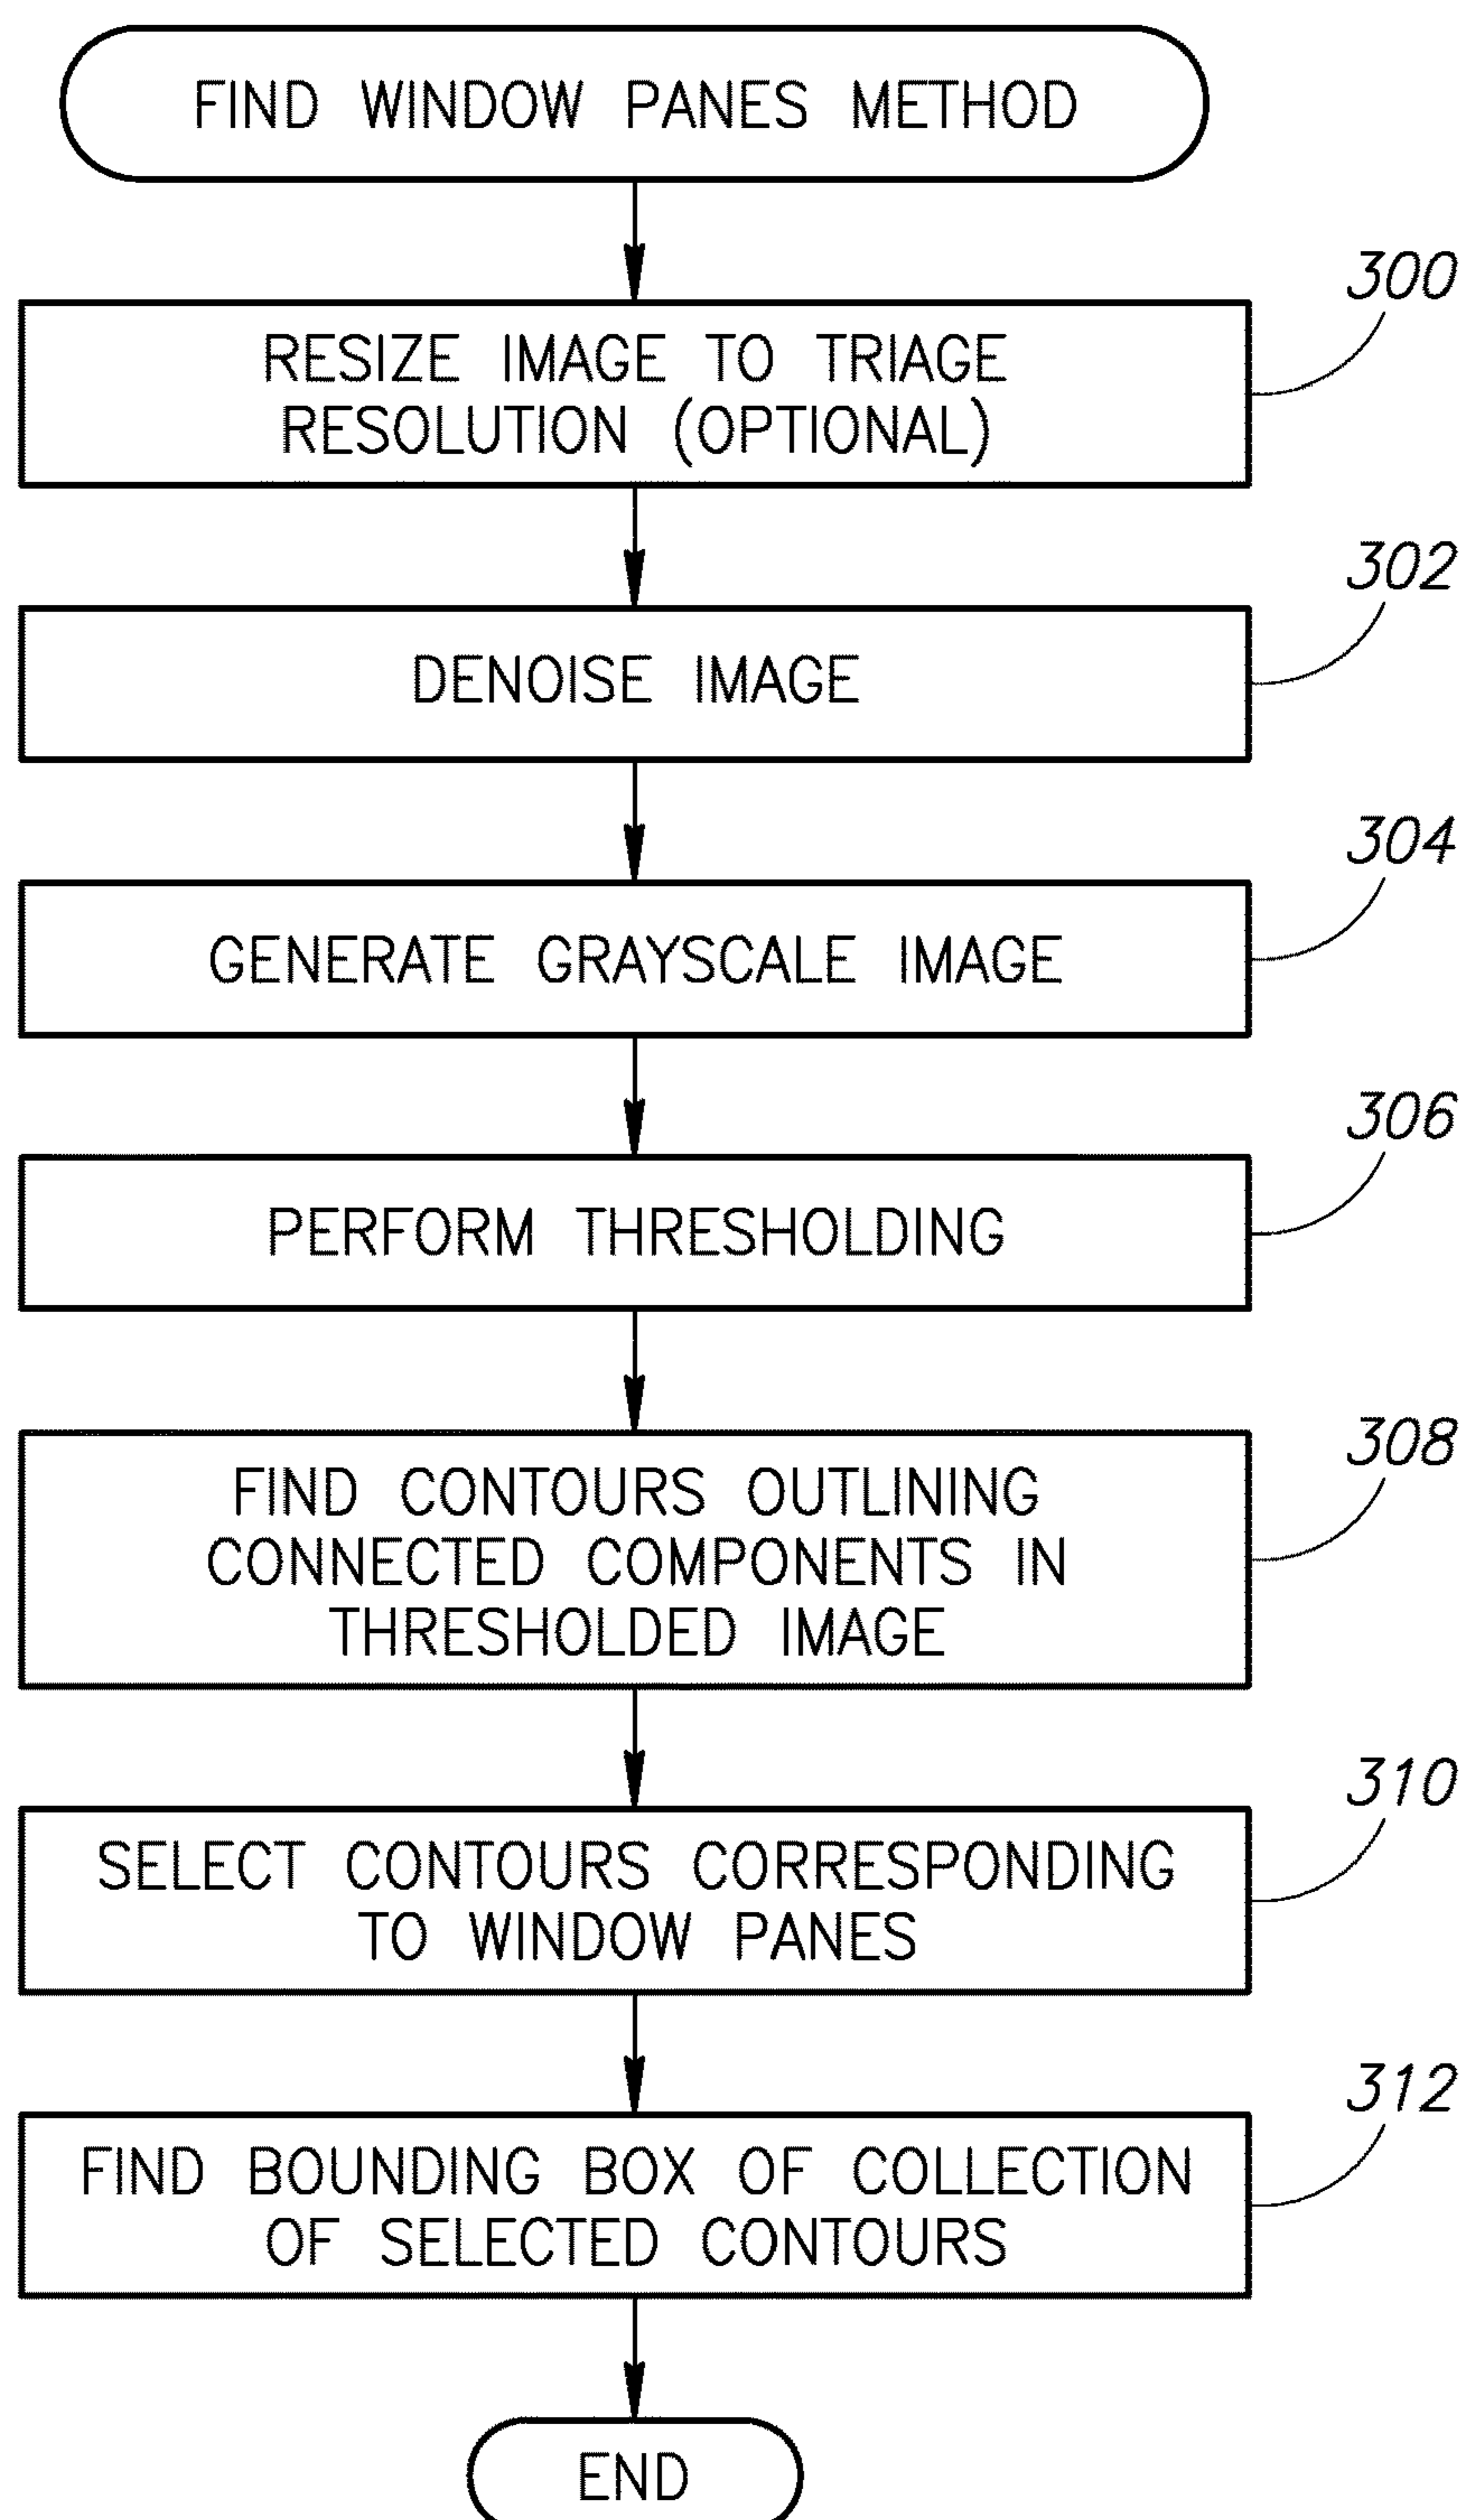 FIND WINDOW PANES METHOD
300
RESIZE IMAGE TO TRIAGE
RESOLUTION (OPTIONAL)
302
DENOISE IMAGE
304
GENERATE GRAYSCALE IMAGE
306
PERFORM THRESHOLDING
308
FIND CONTOURS OUTLINING
CONNECTED COMPONENTS IN
THRESHOLDED IMAGE
310
SELECT CONTOURS CORRESPONDING
TO WINDOW PANES
312
FIND BOUNDING BOX OF COLLECTION
OF SELECTED CONTOURS
END